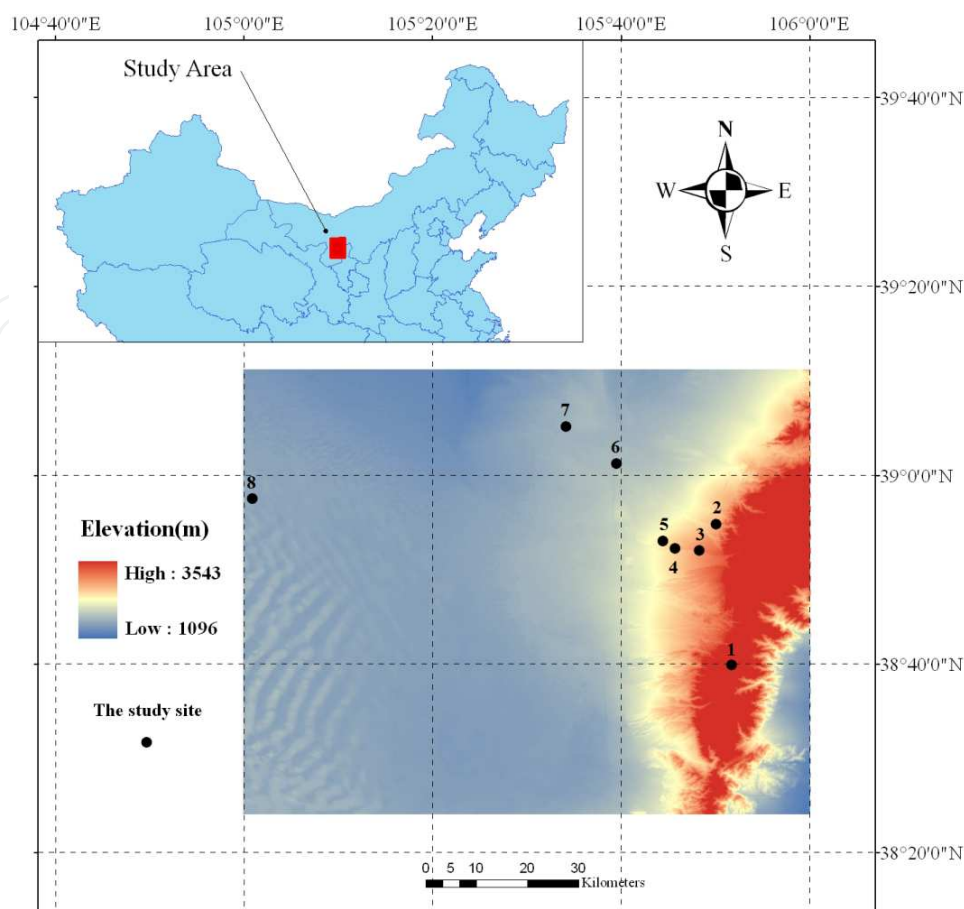 104°40'0"E 105°0'0"E 105°20'0"E 105°40'0"E 106°0'0"E
Study Area
39°40'0"N
N
W E
S
39°20'0"N
7
6
39°0'0"N
8
2
5 3
4
Elevation(m)
High : 3543
Low : 1096
1
38°40'0"N
The study site
38°20'0"N
0 5 10 20 30
Kilometers